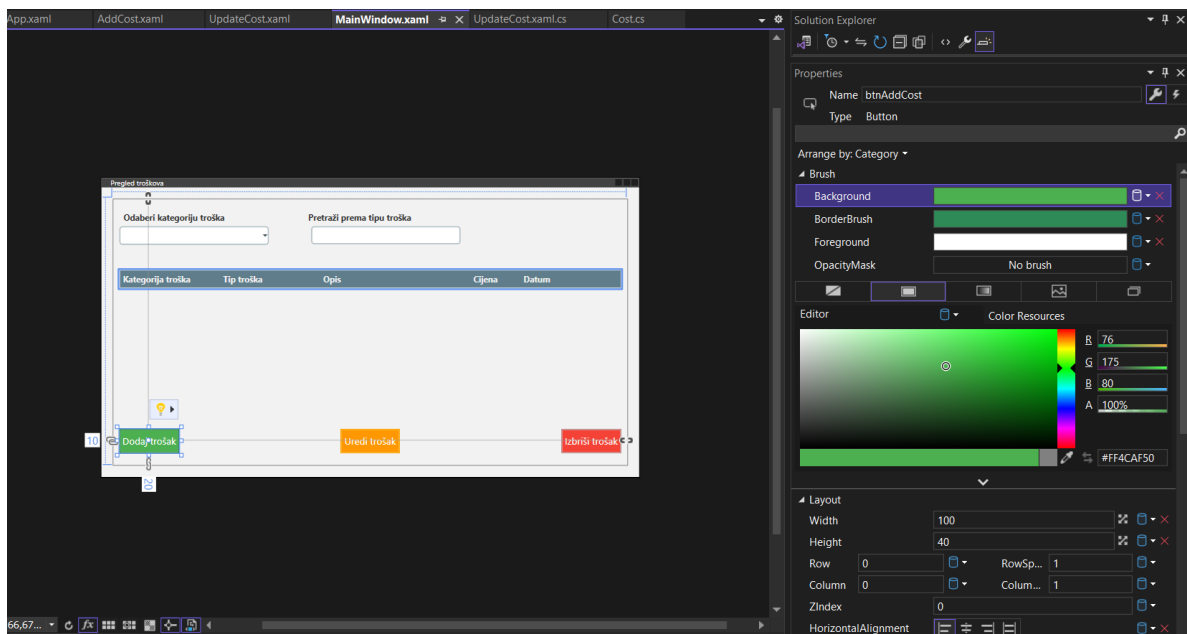 App.xaml AddCost.xaml UpdateCost.xaml MainWindow.xaml UpdateCost.xaml.cs Cost.cs
Pregled troškova
Odaberi kategoriju troška Pretraži prema tipu troška
Kategorija troška Tip troška Opis Cijena Datum
10 Dodaj trošak Uredi trošak Izbriši trošak
20
66,67...
Solution Explorer
Properties
Name btnAddCost
Type Button
Arrange by: Category
Brush
Background
BorderBrush
Foreground
OpacityMask No brush
Editor Color Resources
R 76
G 175
B 80
A 100%
#FF4CAF50
Layout
Width 100
Height 40
Row 0 RowSp... 1
Column 0 Colum... 1
ZIndex 0
HorizontalAlignment